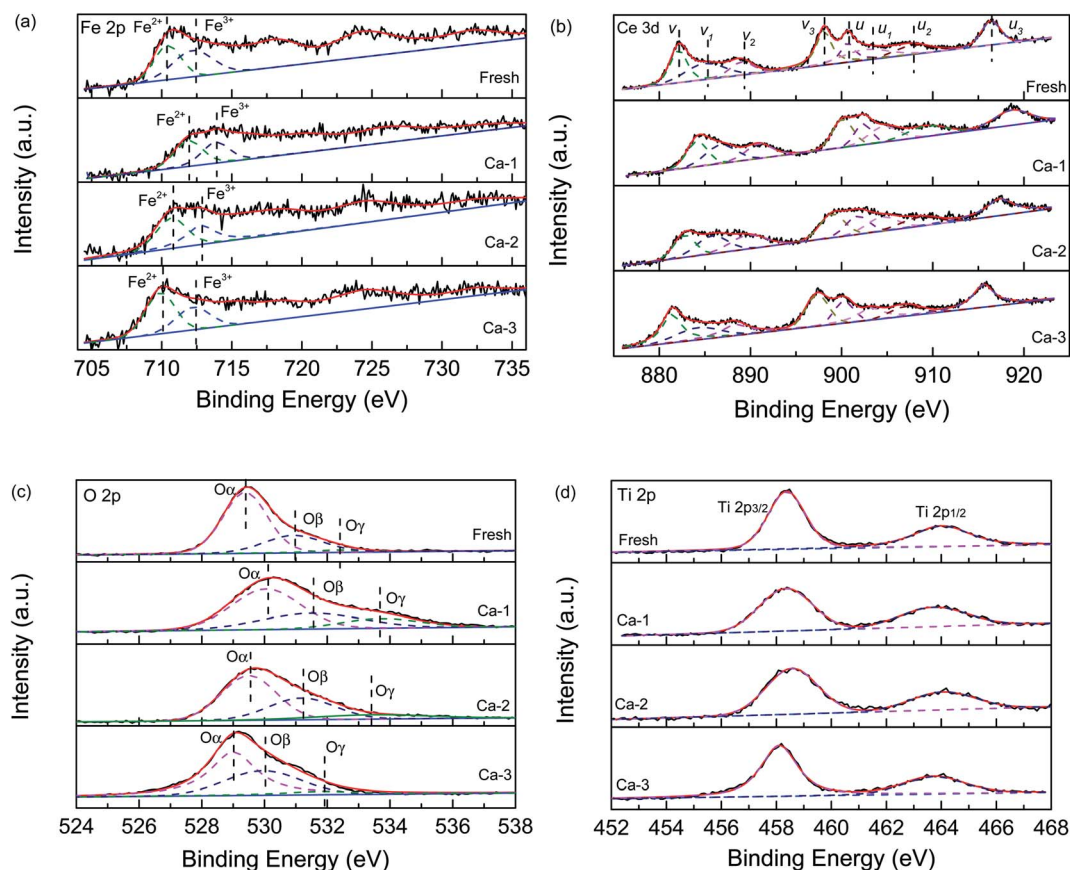 (a)
Fe 2p
Fe2+
Fe3+
Fresh
Fe2+
Fe3+
Ca-1
Fe2+
Fe3+
Ca-2
Fe2+
Fe3+
Ca-3
Intensity (a.u.)
705 710 715 720 725 730 735
Binding Energy (eV)
(b)
Ce 3d
v v1 v2 v3 u u1 u2 u3
Fresh
Ca-1
Ca-2
Ca-3
Intensity (a.u.)
880 890 900 910 920
Binding Energy (eV)
(c)
O 2p
Oα
Oβ
Oγ
Fresh
Oα
Oβ
Oγ
Ca-1
Oα
Oβ
Oγ
Ca-2
Oα
Oβ
Oγ
Ca-3
Intensity (a.u.)
524 526 528 530 532 534 536 538
Binding Energy (eV)
(d)
Ti 2p
Ti 2p3/2
Ti 2p1/2
Fresh
Ca-1
Ca-2
Ca-3
Intensity (a.u.)
452 454 456 458 460 462 464 466 468
Binding Energy (eV)